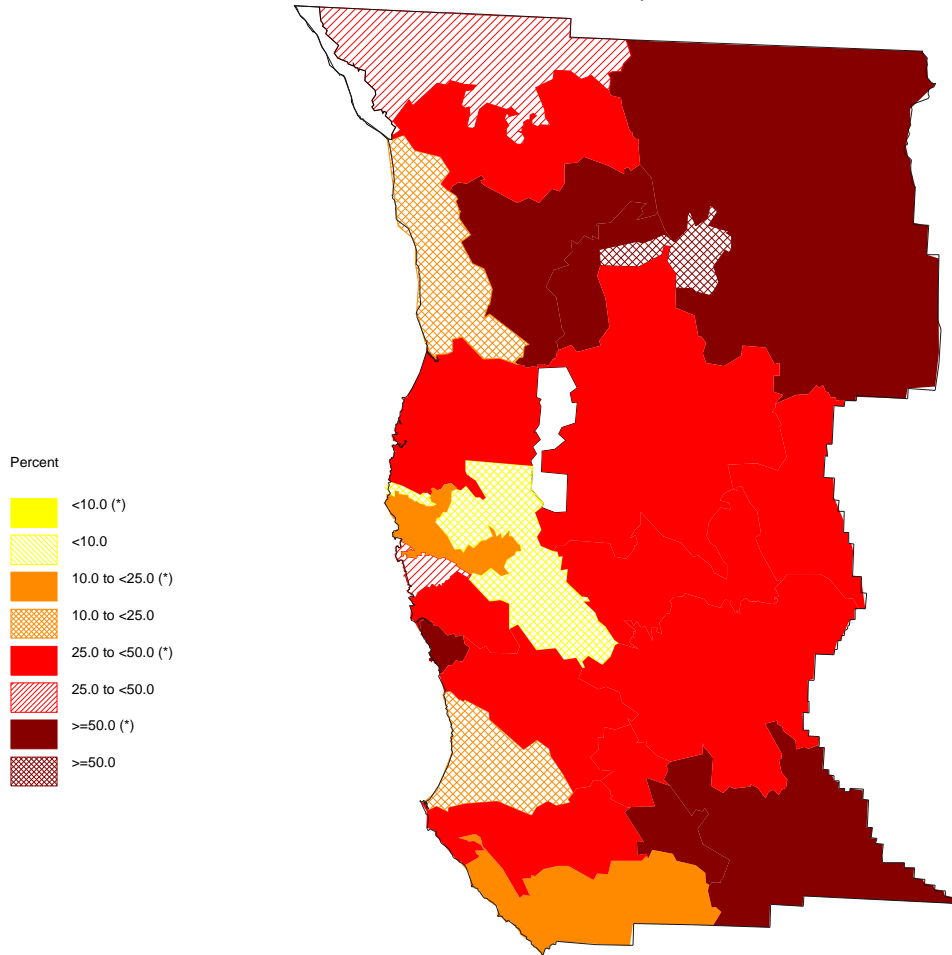 Percent
<10.0 (*)
<10.0
10.0 to <25.0 (*)
10.0 to <25.0
25.0 to <50.0 (*)
25.0 to <50.0
>=50.0 (*)
>=50.0